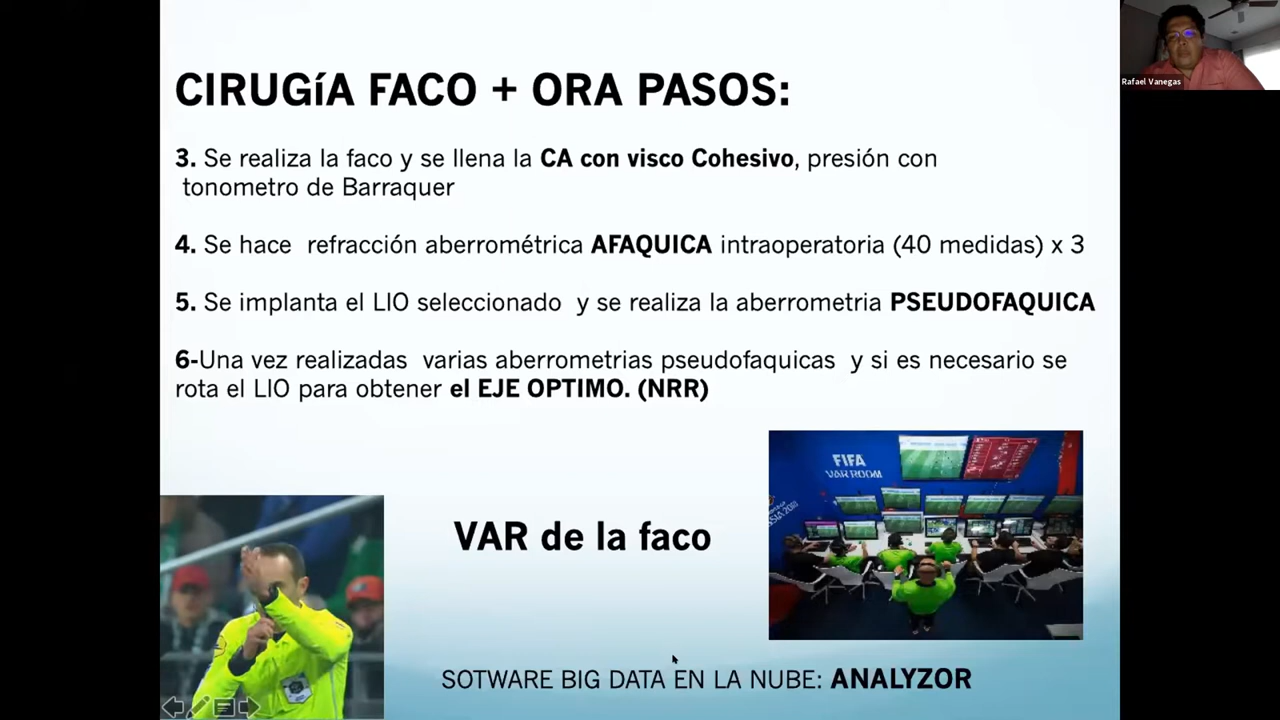 CIRUGíA FACO + ORA PASOS:
3. Se realiza la faco y se llena la CA con visco Cohesivo, presión con
tonometro de Barraquer
4. Se hace refracción aberrométrica AFAQUICA intraoperatoria (40 medidas) x 3
5. Se implanta el LIO seleccionado y se realiza la aberrometria PSEUDOFAQUICA
6-Una vez realizadas varias aberrometrias pseudofaquicas y si es necesario se
rota el LIO para obtener el EJE OPTIMO. (NRR)
VAR de la faco
FIFA
VAR ROOM
SOTWARE BIG DATA EN LA NUBE: ANALYZOR
Rafael Vanegas